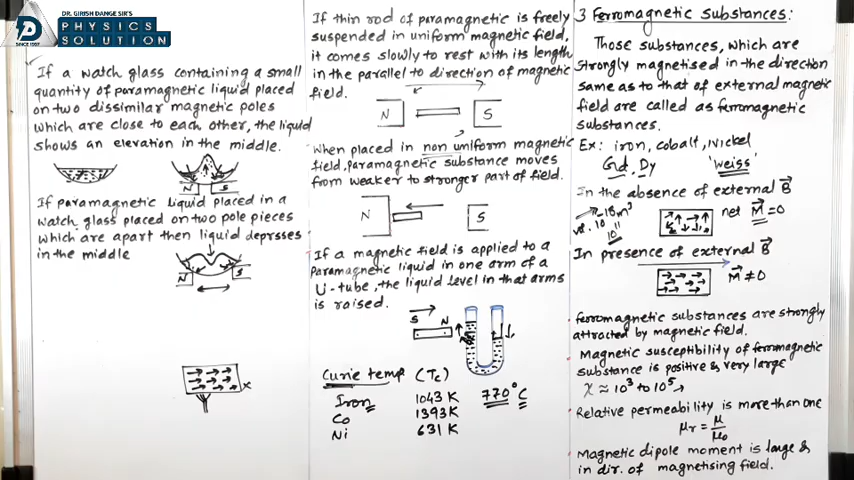 DR. GIRISH DANGE SIR'S
PHYSICS
SOLUTION
SINCE 1997
If a watch glass containing a small
quantity of paramagnetic liquid placed
on two dissimilar magnetic poles
which are close to each other, the liquid
shows an elevation in the middle.
N S
If paramagnetic liquid placed in a
watch glass placed on two pole pieces
which are apart then liquid deprsses
in the middle
N S
x
If thin rod of paramagnetic is freely
suspended in uniform magnetic field,
it comes slowly to rest with its length
in the parallel to direction of magnetic
field.
N S
When placed in non uniform magnetic
field, paramagnetic substance moves
from weaker to stronger part of field.
N S
If a magnetic field is applied to a
paramagnetic liquid in one arm of a
U-tube, the liquid level in that arms
is raised.
S N
Curie temp (Tc)
Iron 1043 K 770°C
Co 1393K
Ni 631 K
3 Ferromagnetic Substances:
Those substances, which are
strongly magnetised in the direction
same as to that of external magnetic
field are called as ferromagnetic
substances.
Ex: iron, cobalt, Nickel
Gd, Dy 'Weiss'
In the absence of external B⃗
net M⃗ = 0
In presence of external B⃗
M⃗ ≠ 0
Ferromagnetic substances are strongly
attracted by magnetic field.
Magnetic susceptibility of ferromagnetic
substance is positive & very large
χ ≈ 10³ to 10⁵
Relative permeability is more than one
μr = μ/μ₀
Magnetic dipole moment is large &
in dir. of magnetising field.